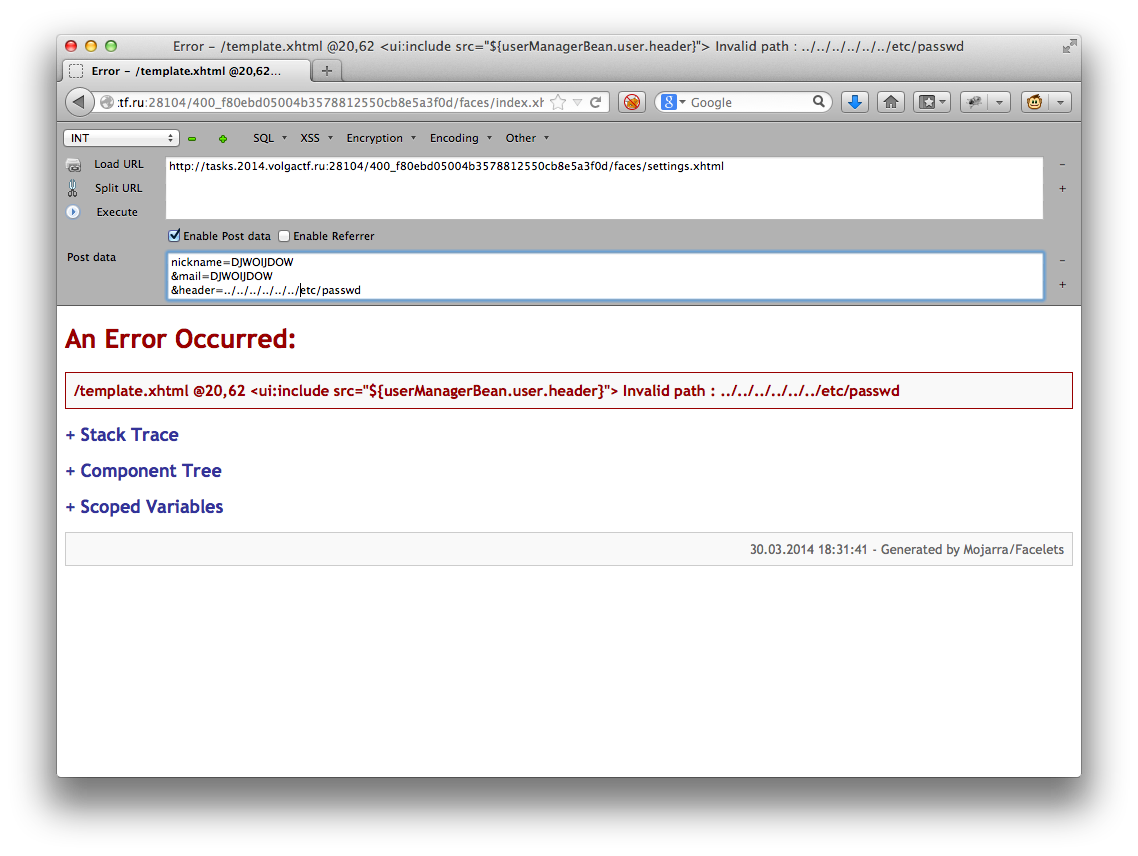 Error – /template.xhtml @20,62 <ui:include src="${userManagerBean.user.header}"> Invalid path : ../../../../../../etc/passwd
Error – /template.xhtml @20,62...
tf.ru:28104/400_f80ebd05004b3578812550cb8e5a3f0d/faces/index.xh
Google
INT
SQL
XSS
Encryption
Encoding
Other
Load URL
http://tasks.2014.volgactf.ru:28104/400_f80ebd05004b3578812550cb8e5a3f0d/faces/settings.xhtml
Split URL
Execute
Enable Post data
Enable Referrer
Post data
nickname=DJWOIJDOW
&mail=DJWOIJDOW
&header=../../../../../../etc/passwd
An Error Occurred:
/template.xhtml @20,62 <ui:include src="${userManagerBean.user.header}"> Invalid path : ../../../../../../etc/passwd
+ Stack Trace
+ Component Tree
+ Scoped Variables
30.03.2014 18:31:41 - Generated by Mojarra/Facelets